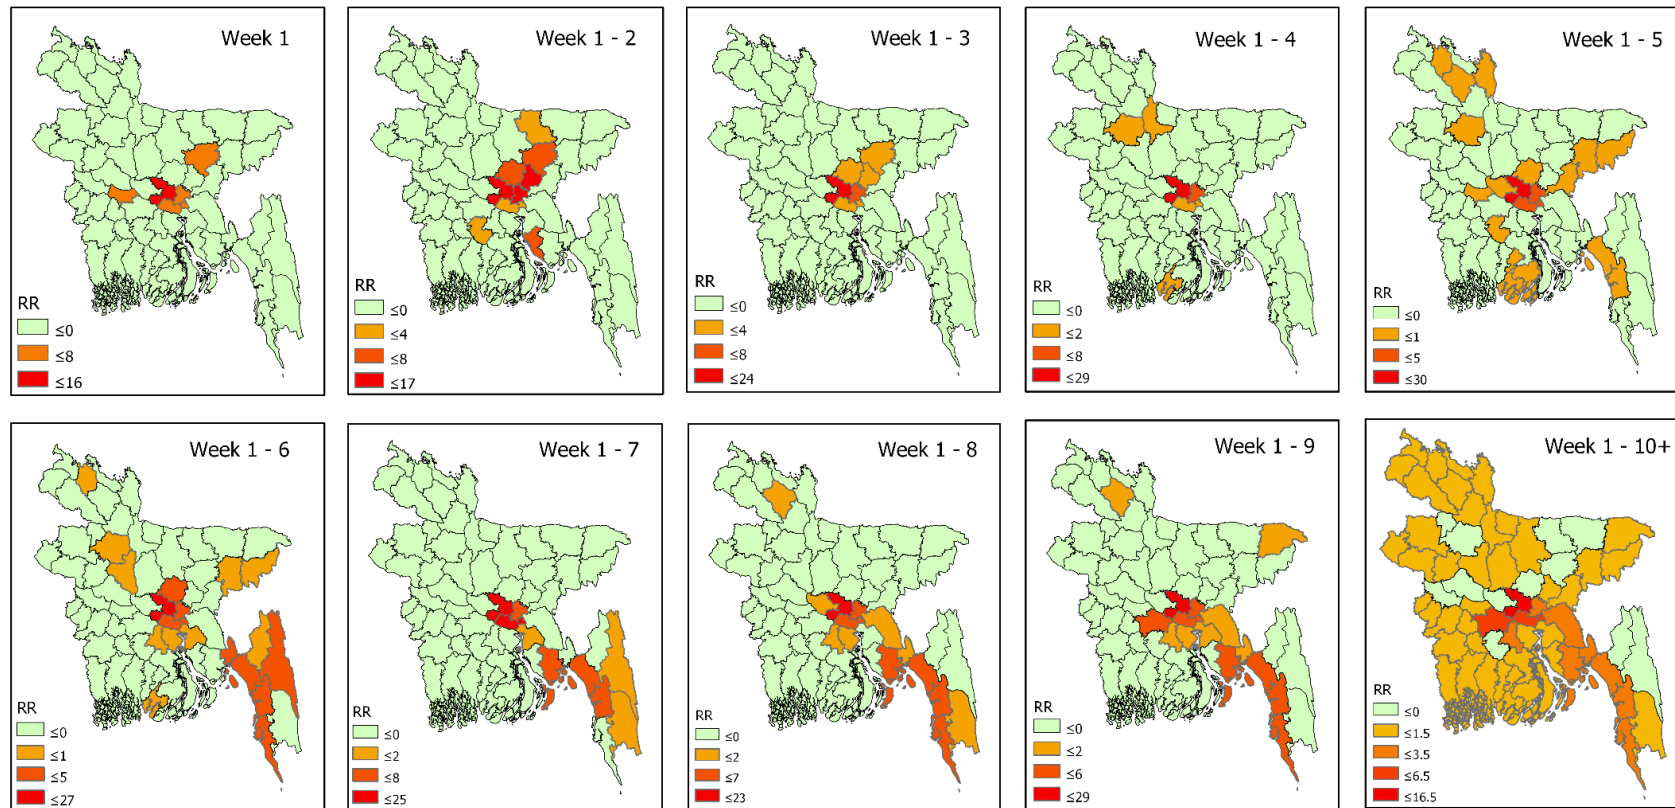 Week 1
RR
≤0
≤8
≤16
Week 1 - 2
RR
≤0
≤4
≤8
≤17
Week 1 - 3
RR
≤0
≤4
≤8
≤24
Week 1 - 4
RR
≤0
≤2
≤8
≤29
Week 1 - 5
RR
≤0
≤1
≤5
≤30
Week 1 - 6
RR
≤0
≤1
≤5
≤27
Week 1 - 7
RR
≤0
≤2
≤8
≤25
Week 1 - 8
RR
≤0
≤2
≤7
≤23
Week 1 - 9
RR
≤0
≤2
≤6
≤29
Week 1 - 10+
RR
≤0
≤1.5
≤3.5
≤6.5
≤16.5